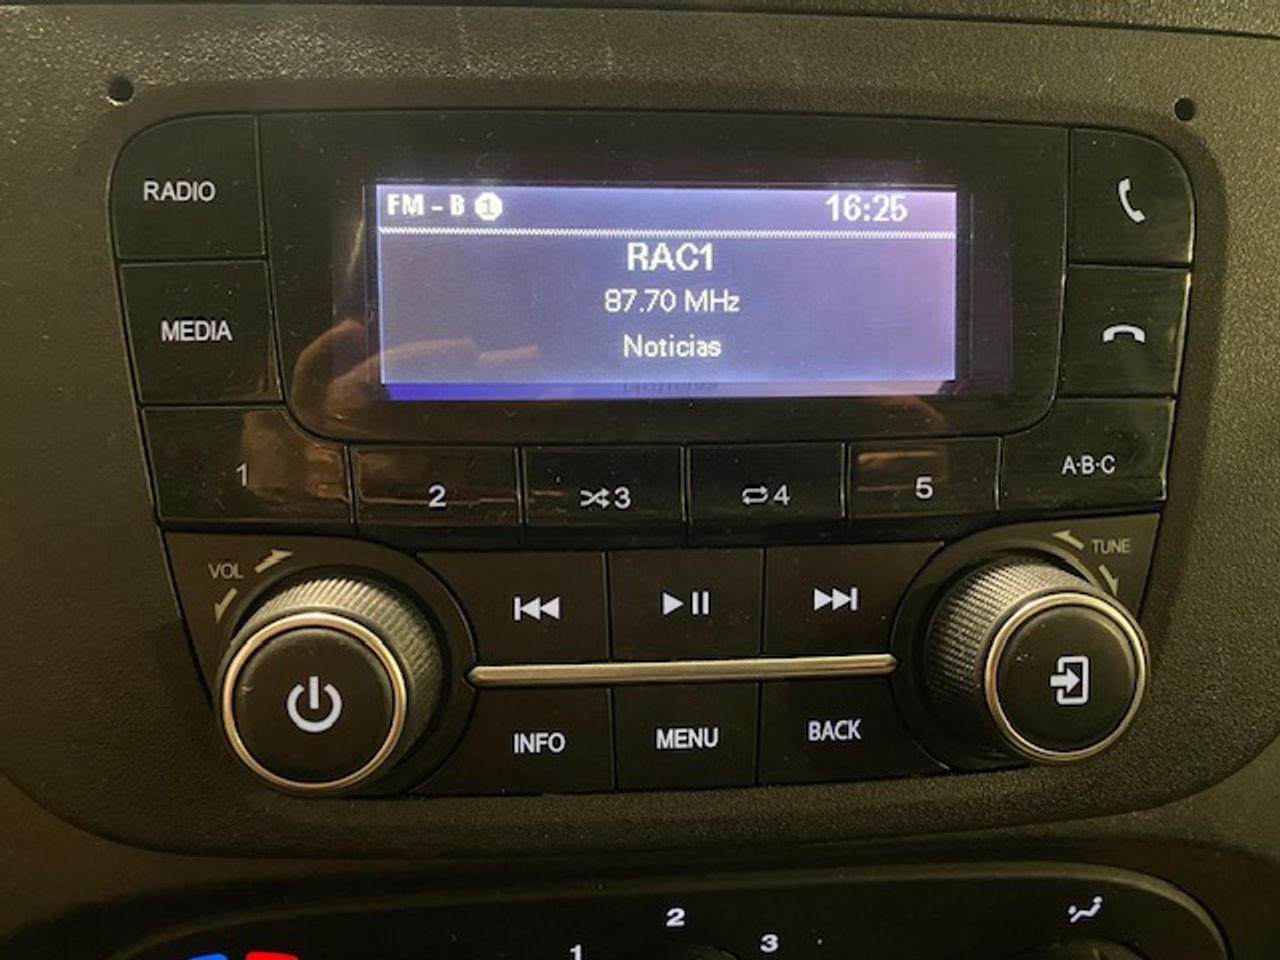 RADIO
FM - B 1
16:25
RAC1
87.70 MHz
Noticias
MEDIA
1
2
3
4
5
A·B·C
VOL
TUNE
INFO
MENU
BACK
1
2
3